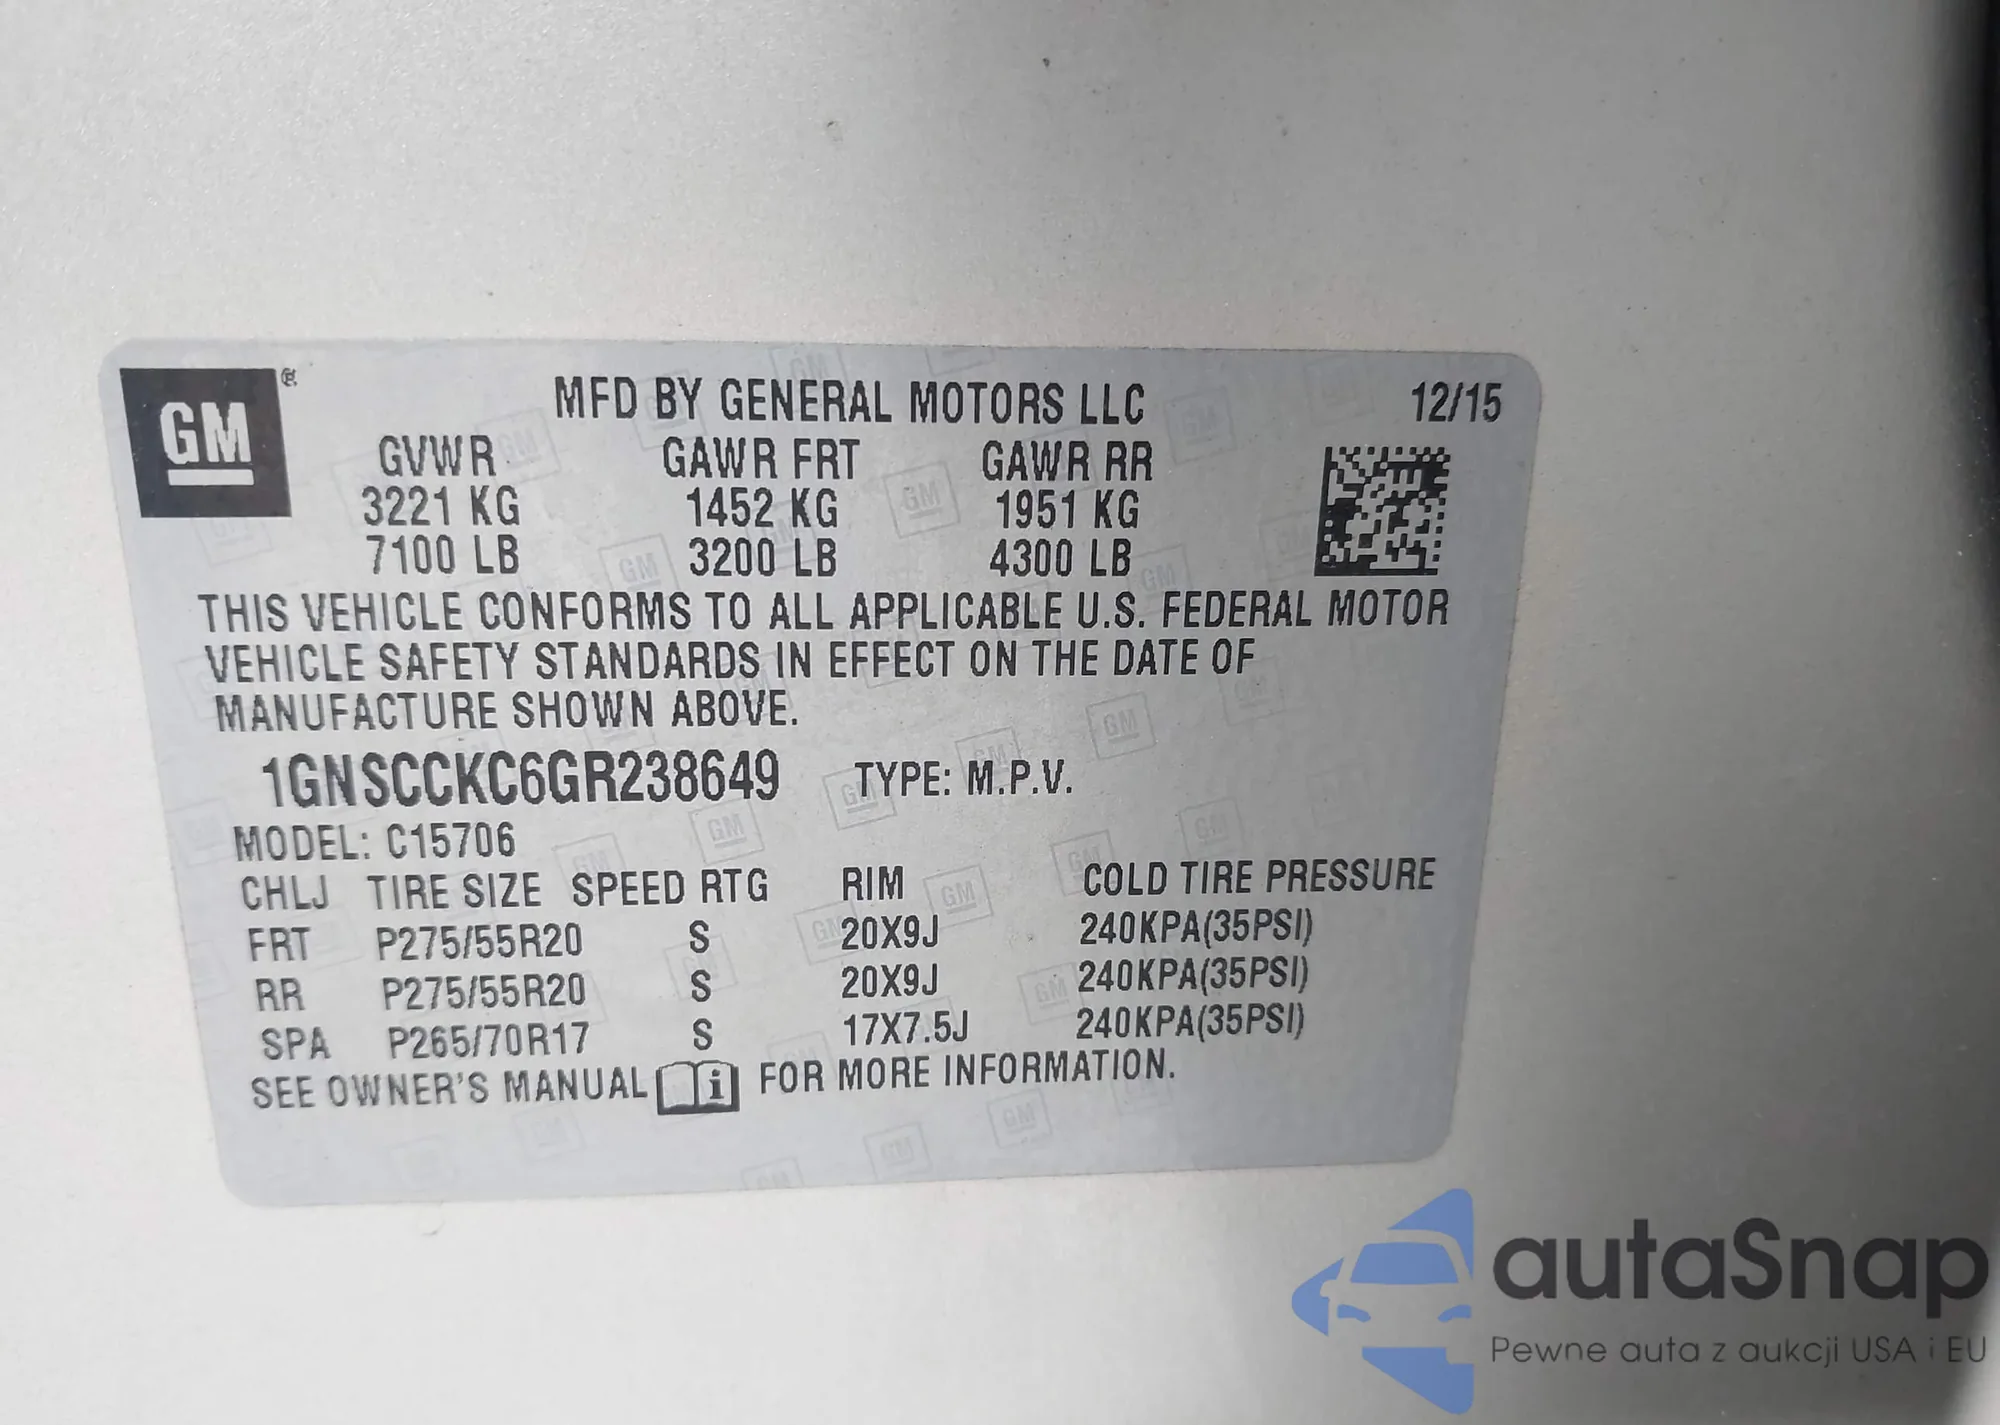 GM ®
MFD BY GENERAL MOTORS LLC 12/15
GVWR GAWR FRT GAWR RR
3221 KG 1452 KG 1951 KG
7100 LB 3200 LB 4300 LB
THIS VEHICLE CONFORMS TO ALL APPLICABLE U.S. FEDERAL MOTOR
VEHICLE SAFETY STANDARDS IN EFFECT ON THE DATE OF
MANUFACTURE SHOWN ABOVE.
1GNSCCKC6GR238649 TYPE: M.P.V.
MODEL: C15706
CHLJ TIRE SIZE SPEED RTG RIM COLD TIRE PRESSURE
FRT P275/55R20 S 20X9J 240KPA(35PSI)
RR P275/55R20 S 20X9J 240KPA(35PSI)
SPA P265/70R17 S 17X7.5J 240KPA(35PSI)
SEE OWNER'S MANUAL i FOR MORE INFORMATION.
autaSnap
Pewne auta z aukcji USA i EU